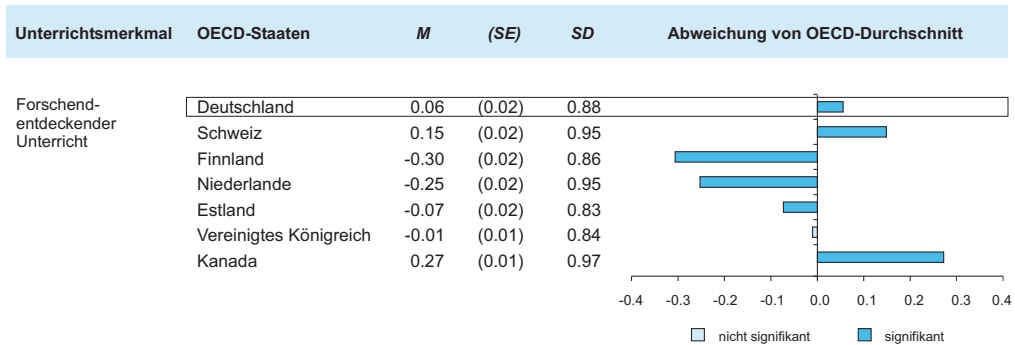 Unterrichtsmerkmal OECD-Staaten M (SE) SD Abweichung von OECD-Durchschnitt
Forschend-
entdeckender
Unterricht
Deutschland 0.06 (0.02) 0.88
Schweiz 0.15 (0.02) 0.95
Finnland -0.30 (0.02) 0.86
Niederlande -0.25 (0.02) 0.95
Estland -0.07 (0.02) 0.83
Vereinigtes Königreich -0.01 (0.01) 0.84
Kanada 0.27 (0.01) 0.97
-0.4 -0.3 -0.2 -0.1 0.0 0.1 0.2 0.3 0.4
nicht signifikant signifikant